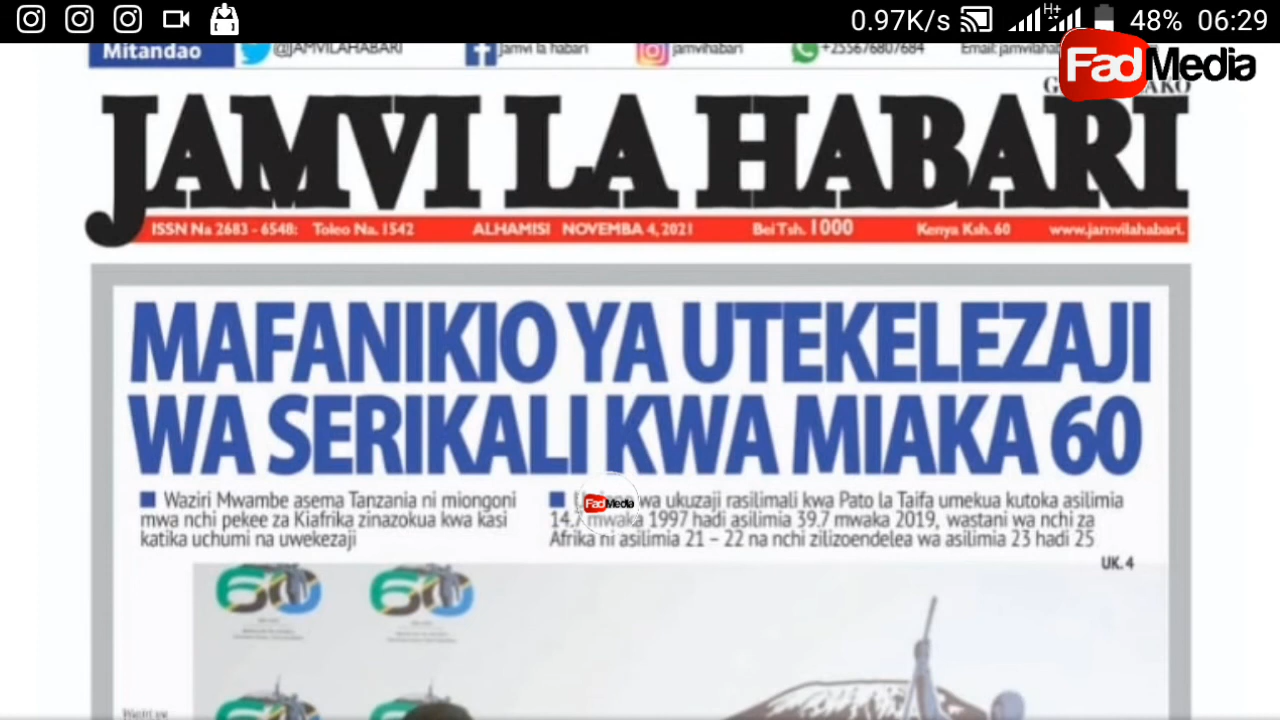 0.97K/s H+ 48% 06:29
Mitandao @JAMVILAHABARI Jamvi la habari jamvihabari +255676807684
FadMedia
JAMVI LA HABARI
ISSN Na 2683 - 6548: Toleo Na. 1542 ALHAMISI NOVEMBA 4, 2021 Bei Tsh. 1000 Kenya Ksh. 60 www.jamvilahabari.
MAFANIKIO YA UTEKELEZAJI
WA SERIKALI KWA MIAKA 60
Waziri Mwambe asema Tanzania ni miongoni
mwa nchi pekee za Kiafrika zinazokua kwa kasi
katika uchumi na uwekezaji
wa ukuzaji rasilimali kwa Pato la Taifa umekua kutoka asilimia
14.7 mwaka 1997 hadi asilimia 39.7 mwaka 2019, wastani wa nchi za
Afrika ni asilimia 21 – 22 na nchi zilizoendelea wa asilimia 23 hadi 25
FadMedia
UK. 4
60 60